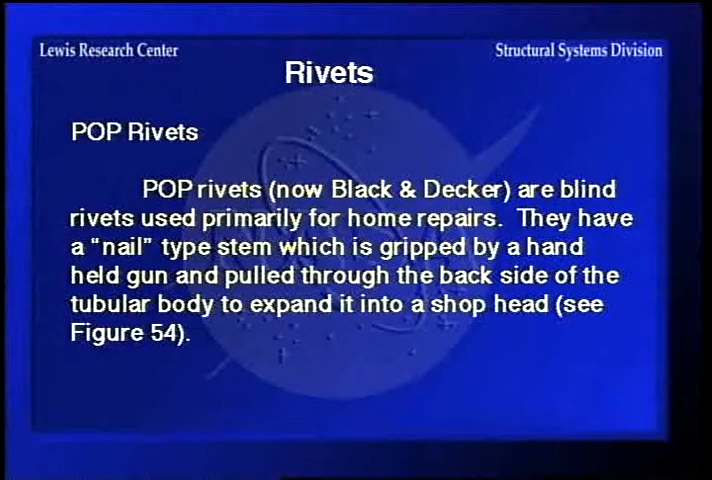 Lewis Research Center
Structural Systems Division
Rivets
POP Rivets
POP rivets (now Black & Decker) are blind
rivets used primarily for home repairs.  They have
a “nail” type stem which is gripped by a hand
held gun and pulled through the back side of the
tubular body to expand it into a shop head (see
Figure 54).